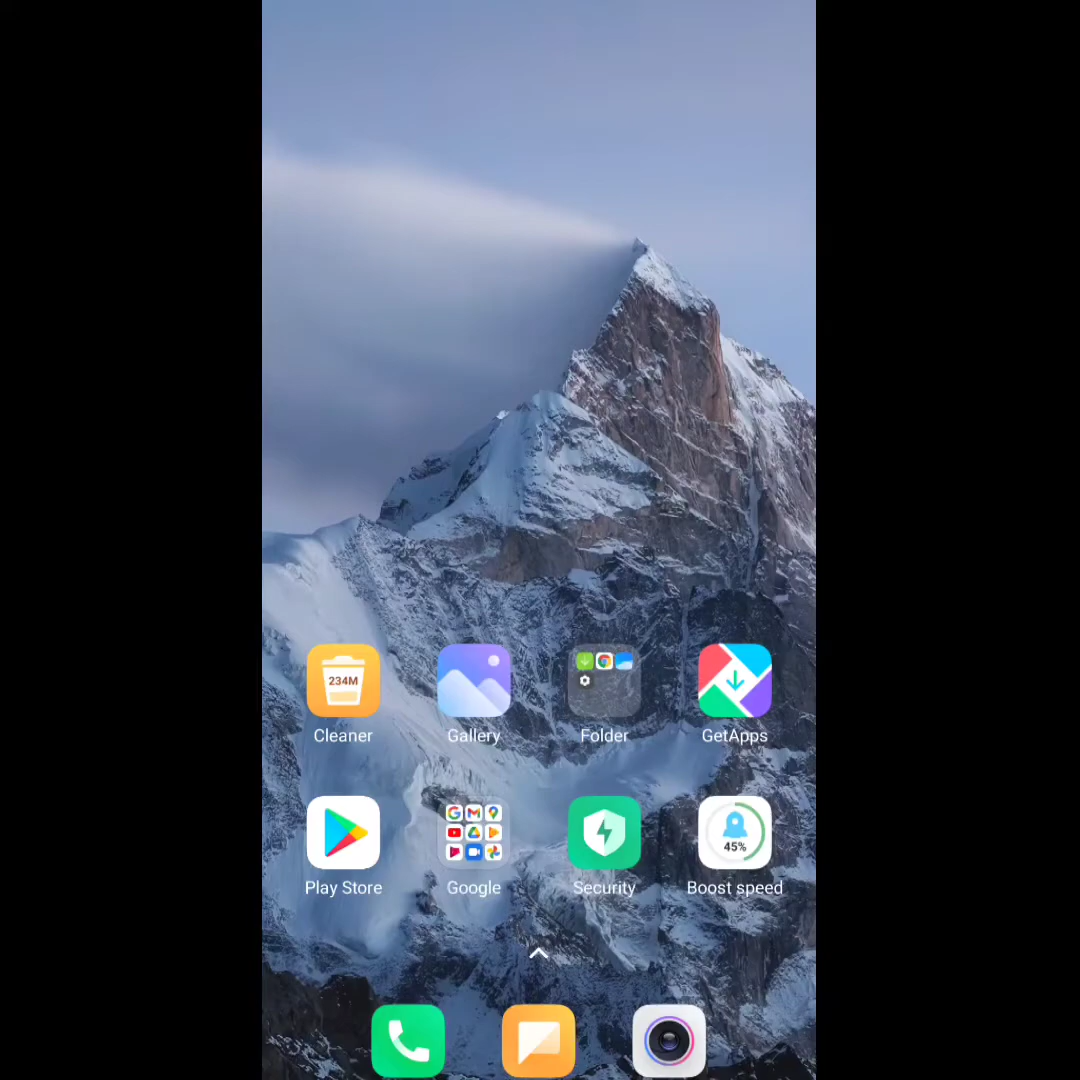 234M
Cleaner
Gallery
Folder
GetApps
45%
Play Store
Google
Security
Boost speed